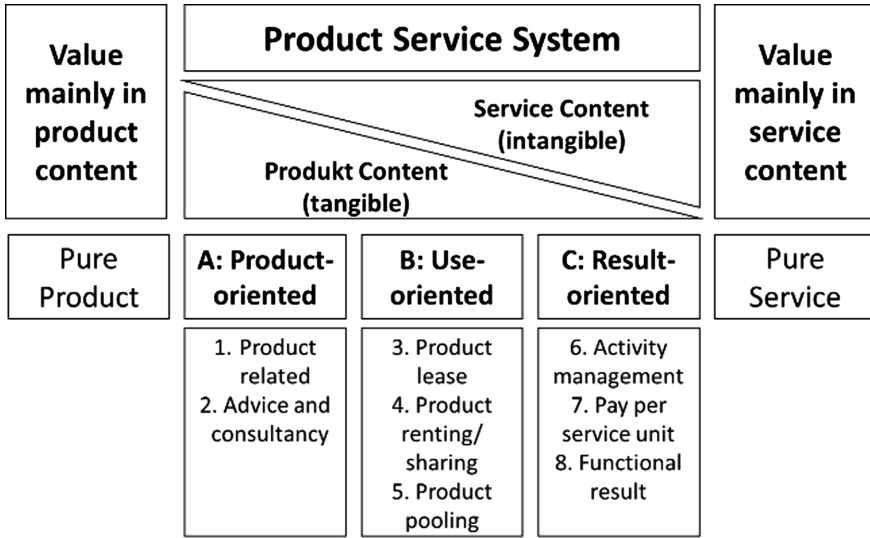 Value
mainly in
product
content
Product Service System
Service Content
(intangible)
Produkt Content
(tangible)
Value
mainly in
service
content
Pure
Product
A: Product-
oriented
B: Use-
oriented
C: Result-
oriented
Pure
Service
1. Product
related
2. Advice and
consultancy
3. Product
lease
4. Product
renting/
sharing
5. Product
pooling
6. Activity
management
7. Pay per
service unit
8. Functional
result